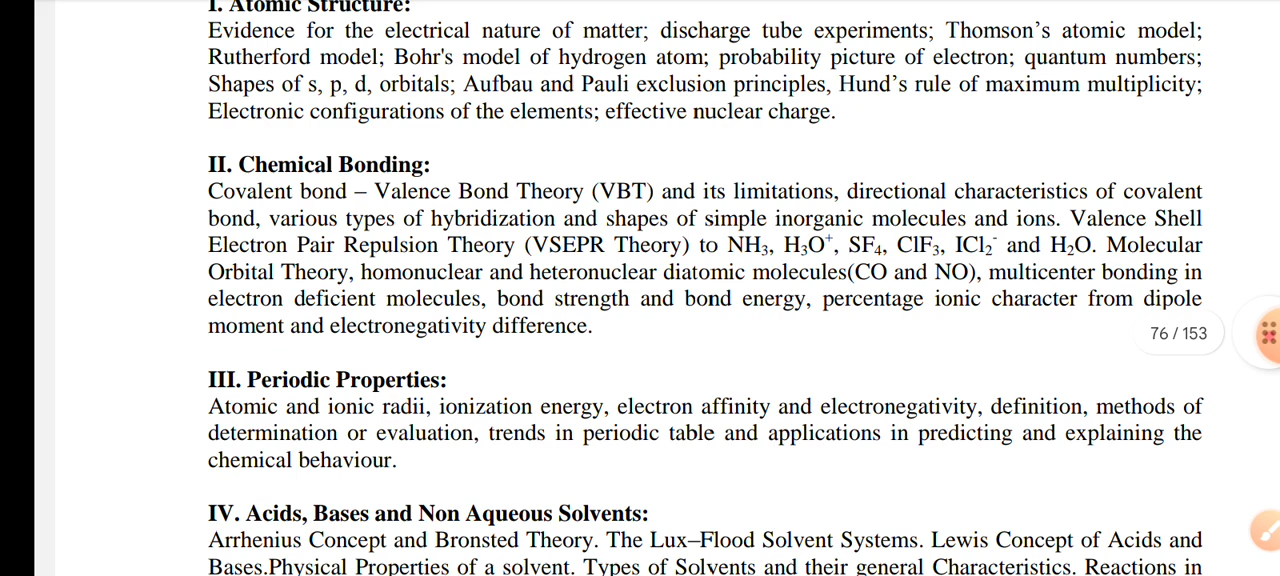 I. Atomic Structure:
Evidence for the electrical nature of matter; discharge tube experiments; Thomson’s atomic model;
Rutherford model; Bohr's model of hydrogen atom; probability picture of electron; quantum numbers;
Shapes of s, p, d, orbitals; Aufbau and Pauli exclusion principles, Hund’s rule of maximum multiplicity;
Electronic configurations of the elements; effective nuclear charge.
II. Chemical Bonding:
Covalent bond – Valence Bond Theory (VBT) and its limitations, directional characteristics of covalent
bond, various types of hybridization and shapes of simple inorganic molecules and ions. Valence Shell
Electron Pair Repulsion Theory (VSEPR Theory) to NH₃, H₃O⁺, SF₄, ClF₃, ICl₂⁻ and H₂O. Molecular
Orbital Theory, homonuclear and heteronuclear diatomic molecules(CO and NO), multicenter bonding in
electron deficient molecules, bond strength and bond energy, percentage ionic character from dipole
moment and electronegativity difference.
76 / 153
III. Periodic Properties:
Atomic and ionic radii, ionization energy, electron affinity and electronegativity, definition, methods of
determination or evaluation, trends in periodic table and applications in predicting and explaining the
chemical behaviour.
IV. Acids, Bases and Non Aqueous Solvents:
Arrhenius Concept and Bronsted Theory. The Lux–Flood Solvent Systems. Lewis Concept of Acids and
Bases.Physical Properties of a solvent. Types of Solvents and their general Characteristics. Reactions in